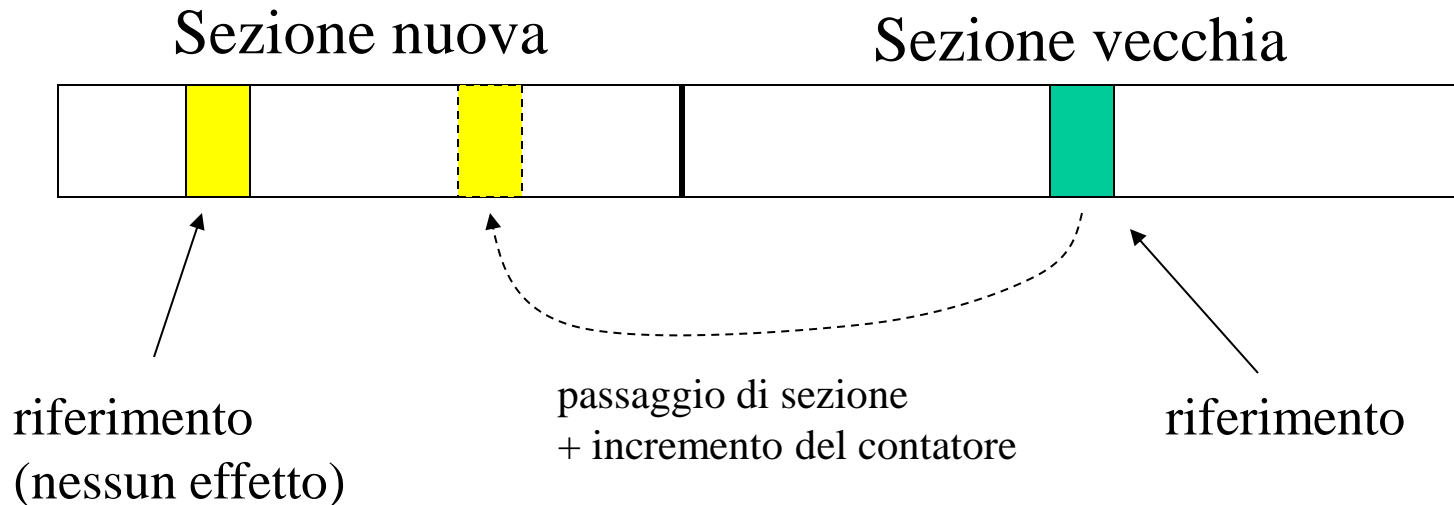 Sezione nuova
Sezione vecchia
riferimento
(nessun effetto)
passaggio di sezione
+ incremento del contatore
riferimento